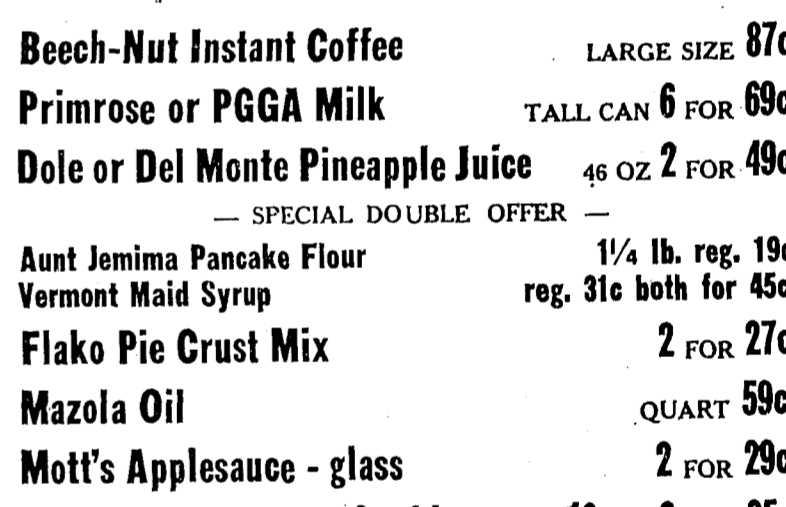 Beech-Nut Instant Coffee LARGE SIZE 87c
Primrose or PGGA Milk TALL CAN 6 FOR 69c
Dole or Del Monte Pineapple Juice 46 OZ 2 FOR 49c
— SPECIAL DOUBLE OFFER —
Aunt Jemima Pancake Flour 1¼ lb. reg. 19c
Vermont Maid Syrup reg. 31c both for 45c
Flako Pie Crust Mix 2 FOR 27c
Mazola Oil QUART 59c
Mott's Applesauce - glass 2 FOR 29c